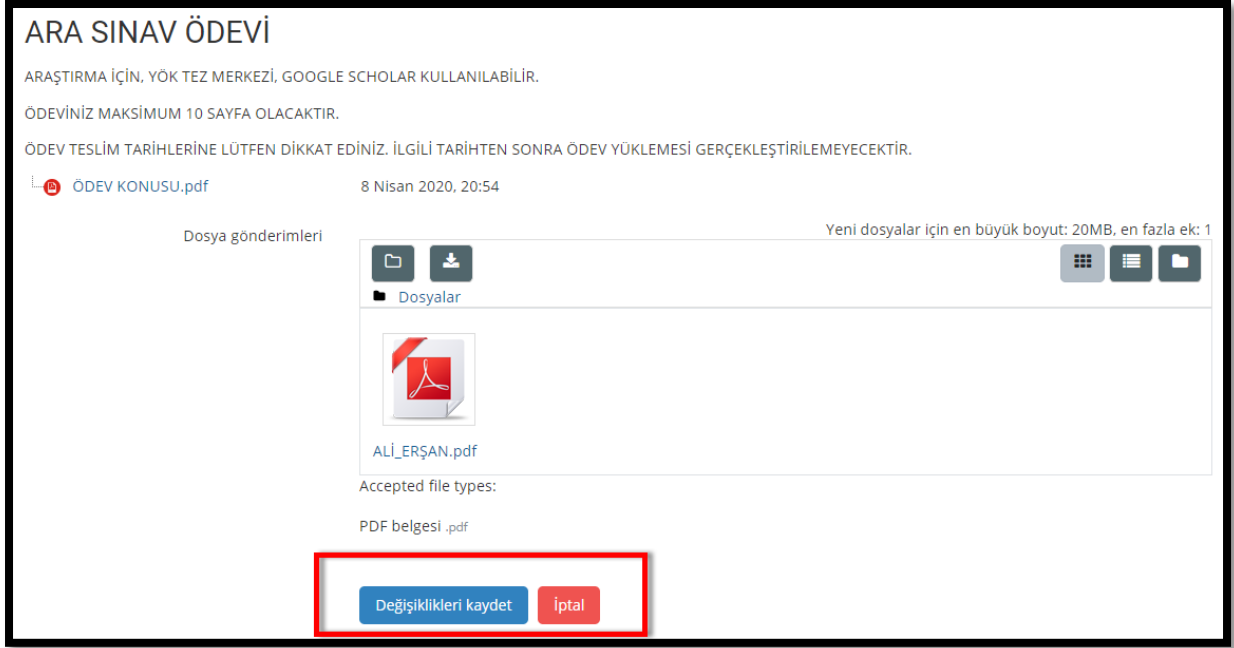 ARA SINAV ÖDEVİ
ARAŞTIRMA İÇİN, YÖK TEZ MERKEZİ, GOOGLE SCHOLAR KULLANILABİLİR.
ÖDEVİNİZ MAKSİMUM 10 SAYFA OLACAKTIR.
ÖDEV TESLİM TARİHLERİNE LÜTFEN DİKKAT EDİNİZ. İLGİLİ TARİHTEN SONRA ÖDEV YÜKLEMESİ GERÇEKLEŞTİRİLEMEYECEKTİR.
ÖDEV KONUSU.pdf 8 Nisan 2020, 20:54
Dosya gönderimleri
Yeni dosyalar için en büyük boyut: 20MB, en fazla ek: 1
Dosyalar
ALİ_ERŞAN.pdf
Accepted file types:
PDF belgesi .pdf
Değişiklikleri kaydet İptal